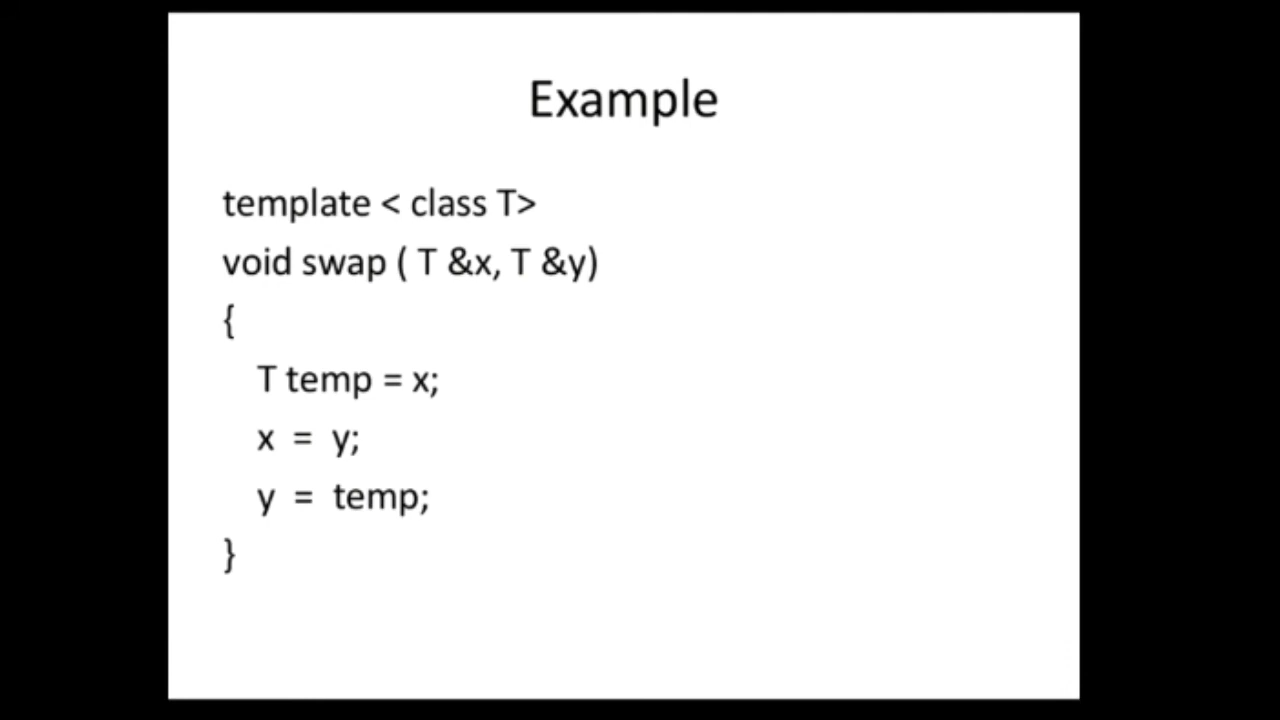 Example
template < class T>
void swap ( T &x, T &y)
{
T temp = x;
x = y;
y = temp;
}